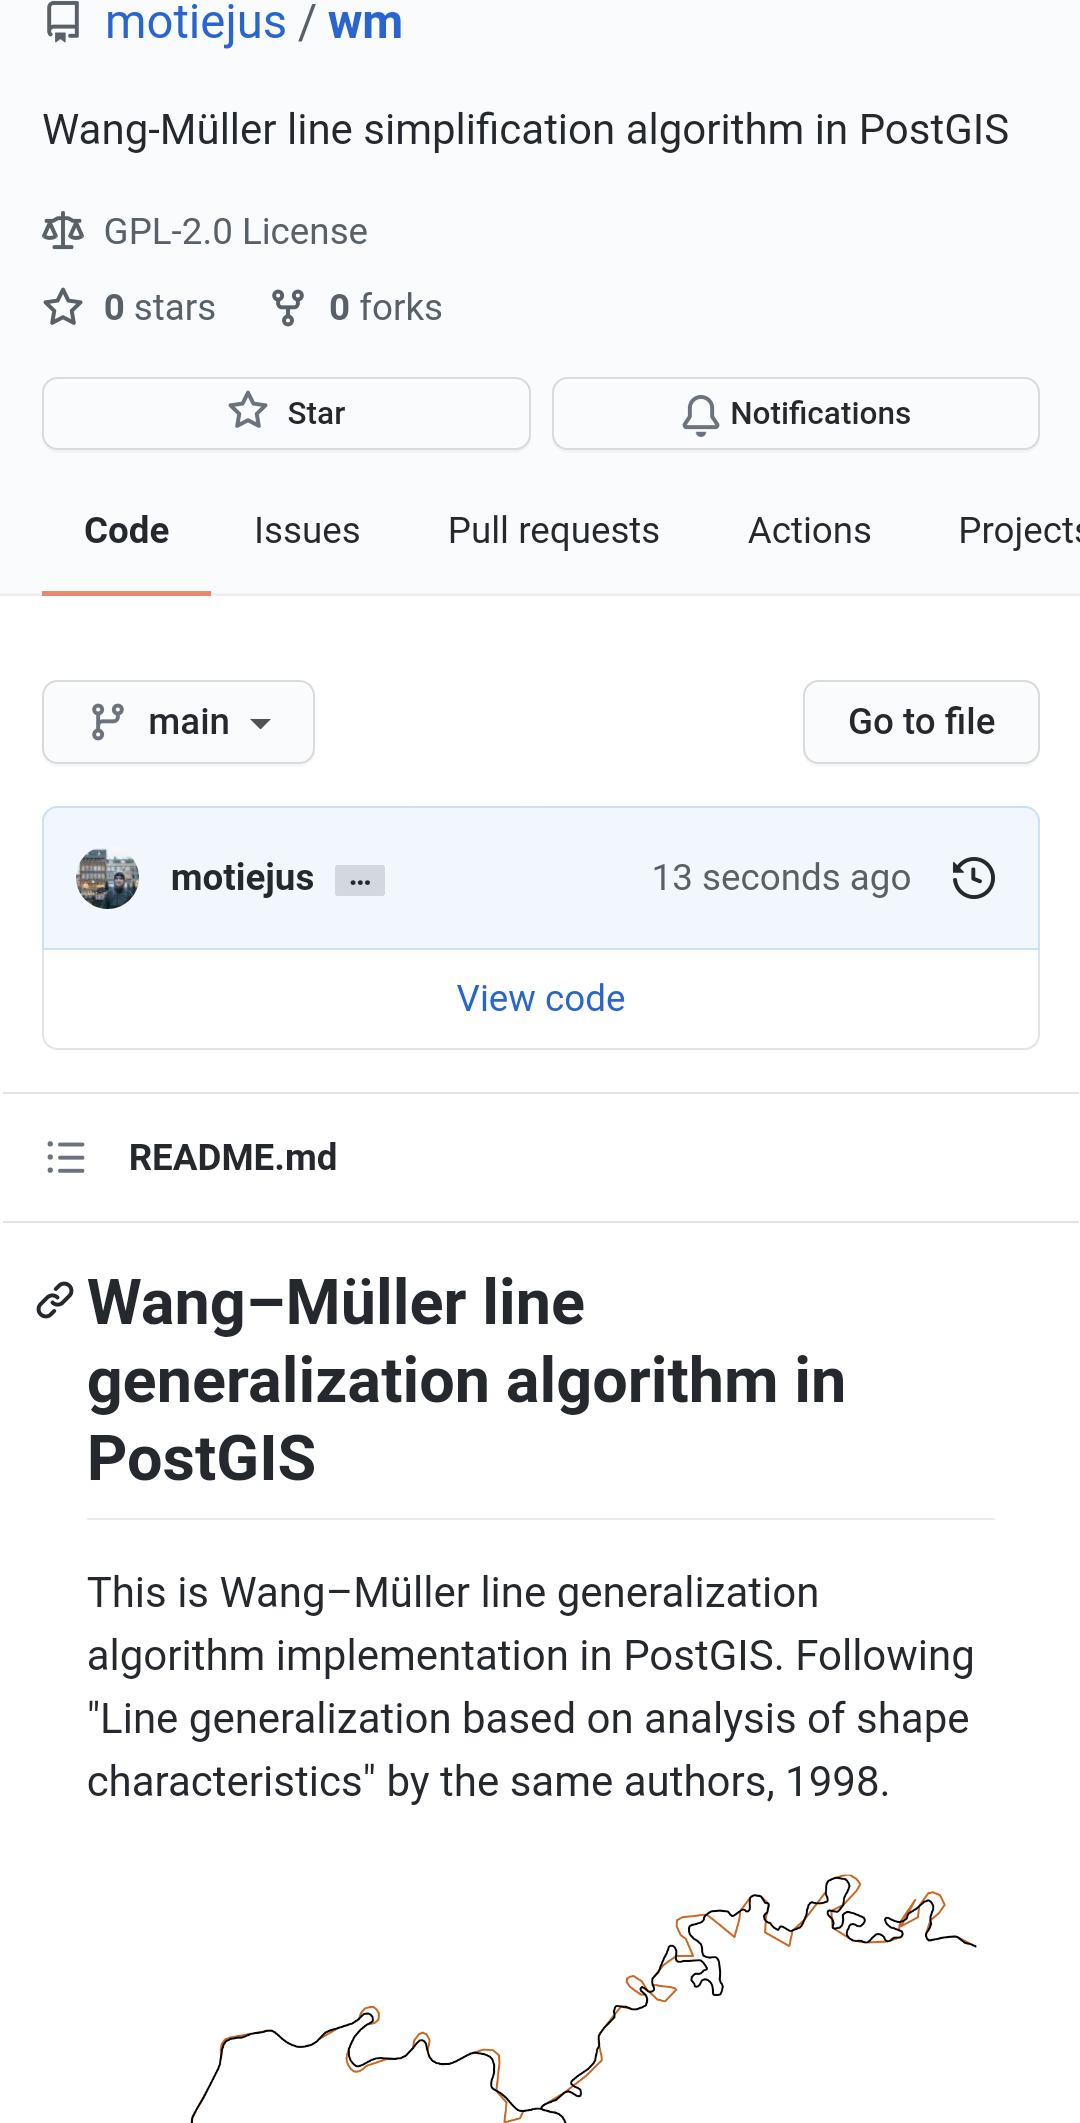 motiejus / wm
Wang-Müller line simplification algorithm in PostGIS
GPL-2.0 License
0 stars 0 forks
Star Notifications
Code Issues Pull requests Actions Projects
main Go to file
motiejus ... 13 seconds ago
View code
README.md
Wang–Müller line
generalization algorithm in
PostGIS
This is Wang–Müller line generalization
algorithm implementation in PostGIS. Following
"Line generalization based on analysis of shape
characteristics" by the same authors, 1998.